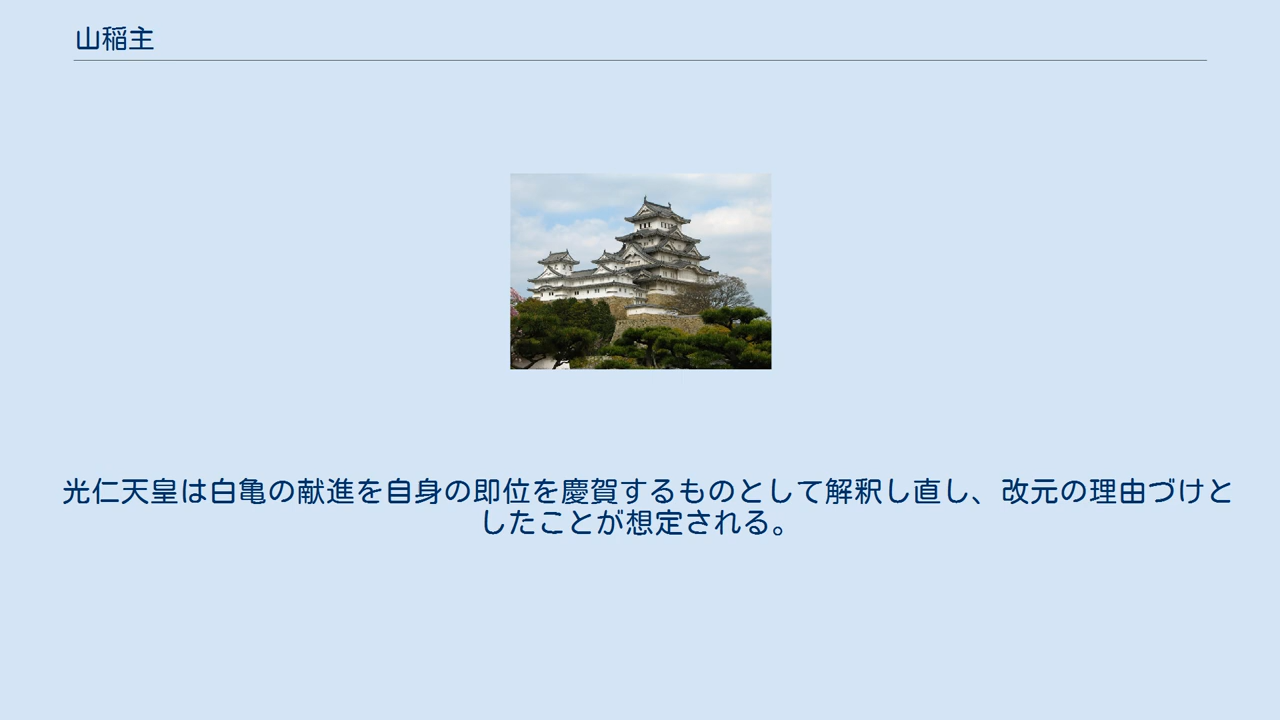 山稲主
光仁天皇は白亀の献進を自身の即位を慶賀するものとして解釈し直し、改元の理由づけと
したことが想定される。